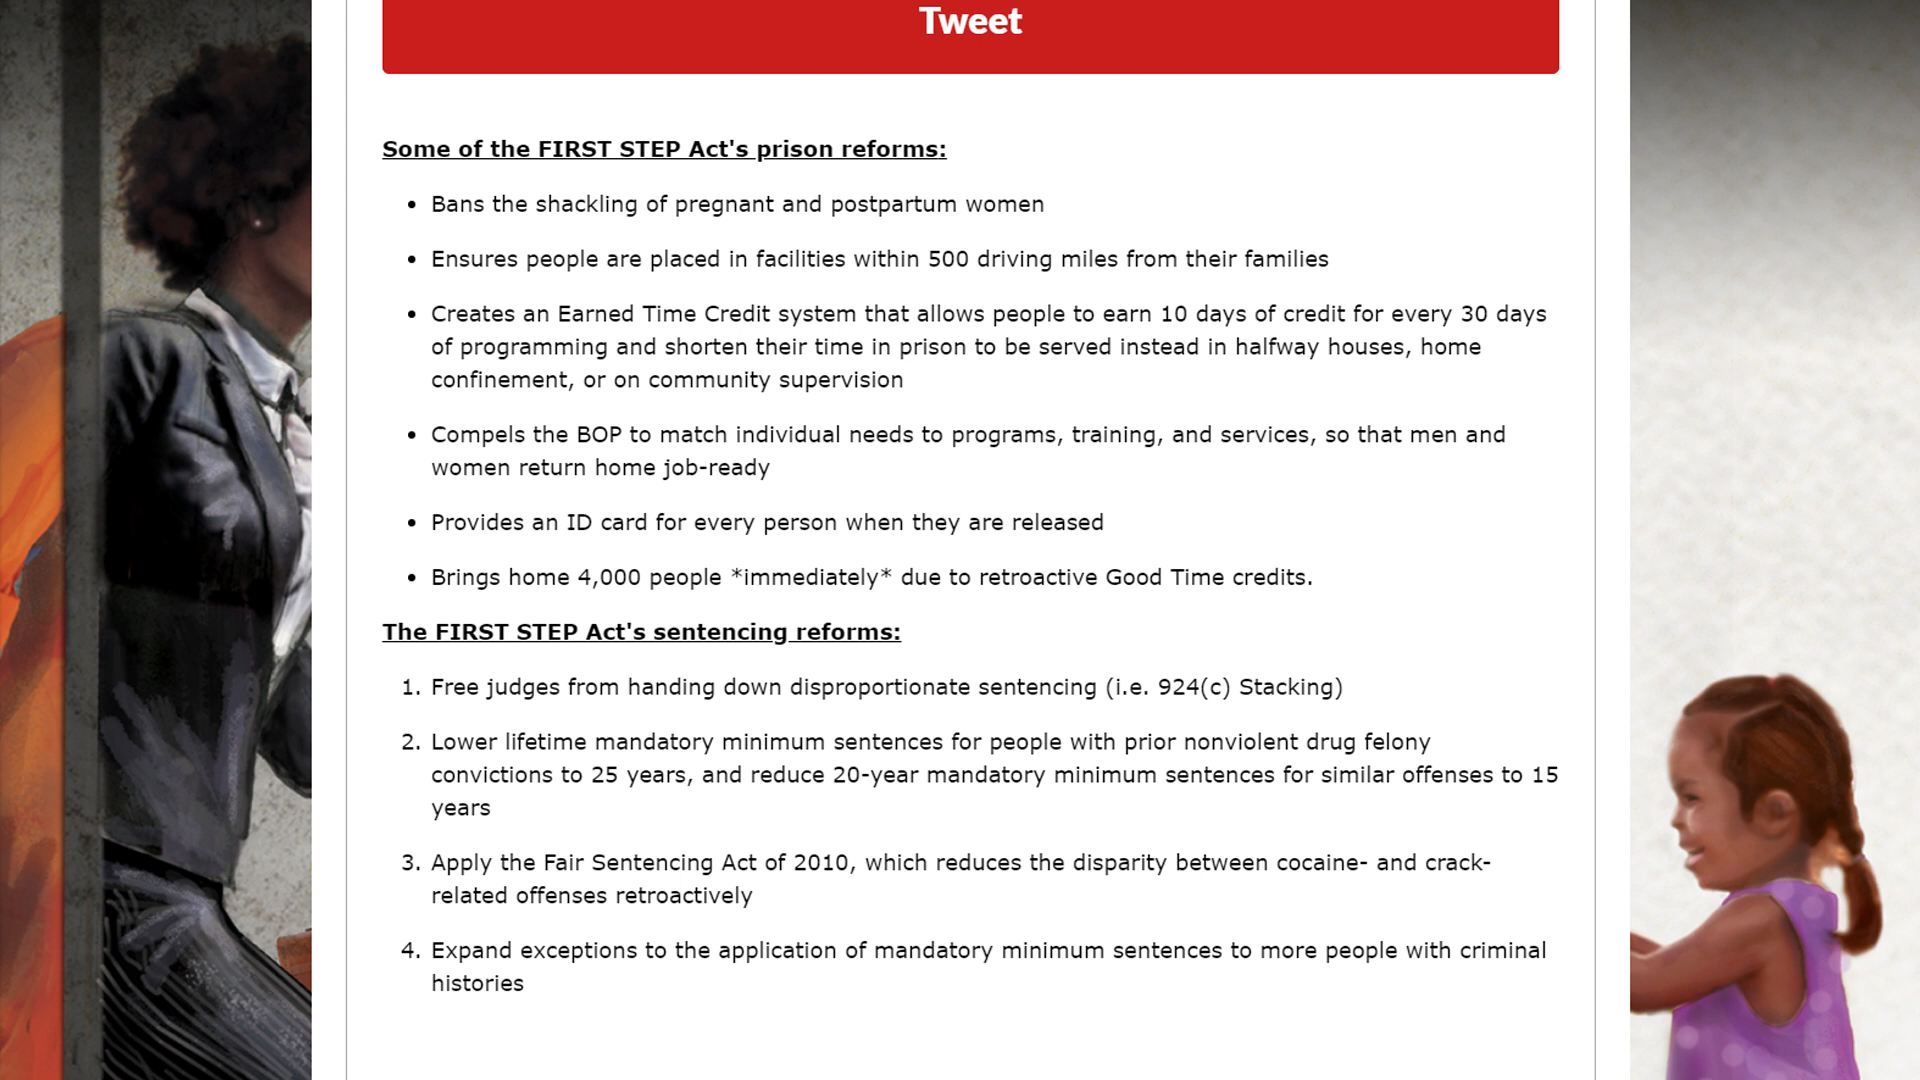 Tweet
Some of the FIRST STEP Act's prison reforms:
• Bans the shackling of pregnant and postpartum women
• Ensures people are placed in facilities within 500 driving miles from their families
• Creates an Earned Time Credit system that allows people to earn 10 days of credit for every 30 days
of programming and shorten their time in prison to be served instead in halfway houses, home
confinement, or on community supervision
• Compels the BOP to match individual needs to programs, training, and services, so that men and
women return home job-ready
• Provides an ID card for every person when they are released
• Brings home 4,000 people *immediately* due to retroactive Good Time credits.
The FIRST STEP Act's sentencing reforms:
1. Free judges from handing down disproportionate sentencing (i.e. 924(c) Stacking)
2. Lower lifetime mandatory minimum sentences for people with prior nonviolent drug felony
convictions to 25 years, and reduce 20-year mandatory minimum sentences for similar offenses to 15
years
3. Apply the Fair Sentencing Act of 2010, which reduces the disparity between cocaine- and crack-
related offenses retroactively
4. Expand exceptions to the application of mandatory minimum sentences to more people with criminal
histories